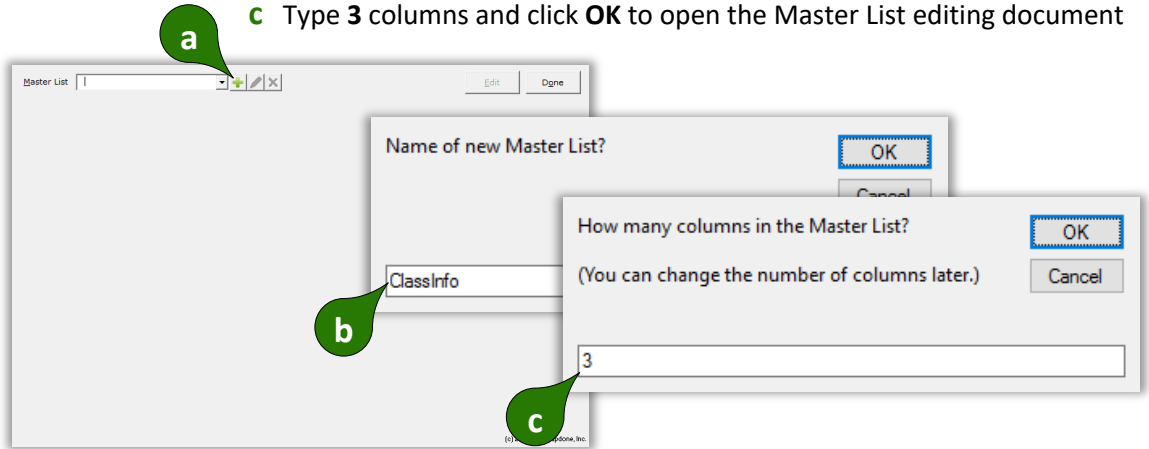 c Type 3 columns and click OK to open the Master List editing document
a
Master List
Edit Done
Name of new Master List?
OK
Cancel
ClassInfo
b
How many columns in the Master List?
OK
(You can change the number of columns later.)
Cancel
3
c
(c)
pdone, Inc.